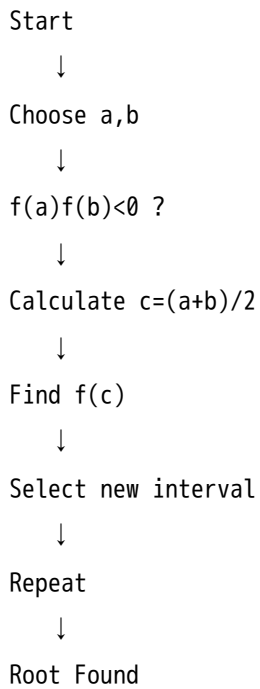 Start
↓
Choose a,b
↓
f(a)f(b)<0 ?
↓
Calculate c=(a+b)/2
↓
Find f(c)
↓
Select new interval
↓
Repeat
↓
Root Found